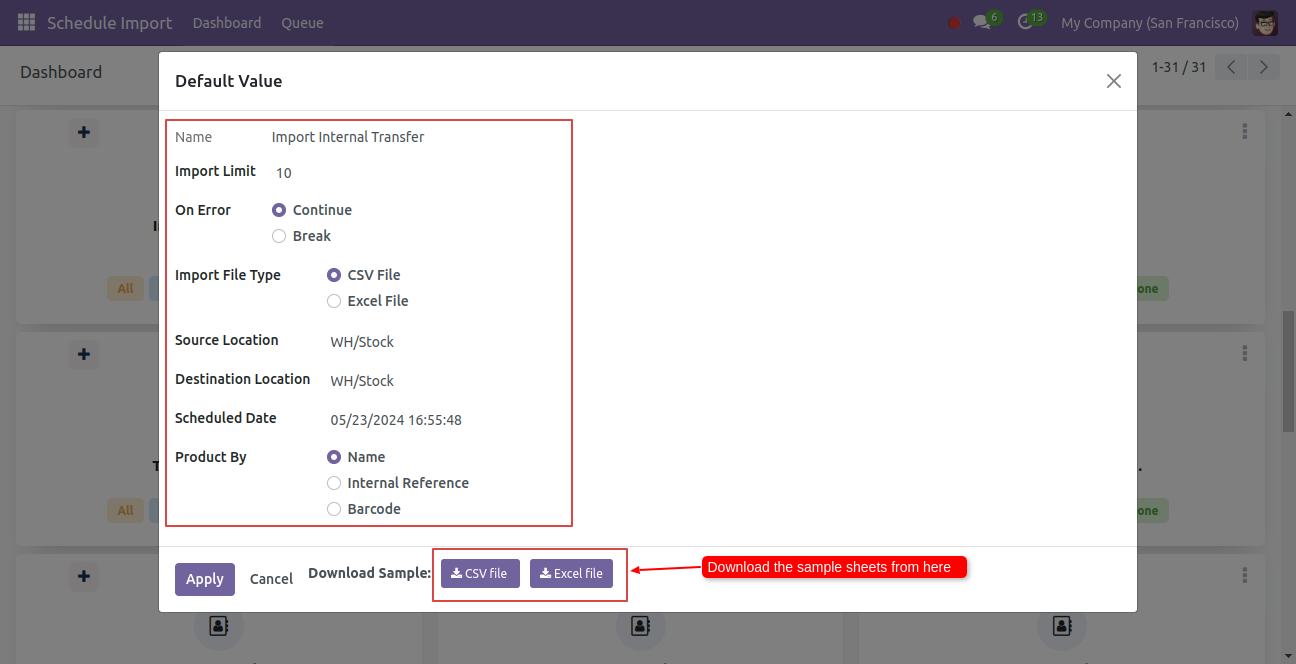 Schedule Import Dashboard Queue 6 13 My Company (San Francisco)
Dashboard 1-31 / 31
Default Value
Name Import Internal Transfer
Import Limit 10
On Error Continue
Break
Import File Type CSV File
Excel File
Source Location WH/Stock
Destination Location WH/Stock
Scheduled Date 05/23/2024 16:55:48
Product By Name
Internal Reference
Barcode
All
All
Apply Cancel Download Sample: CSV file Excel file Download the sample sheets from here